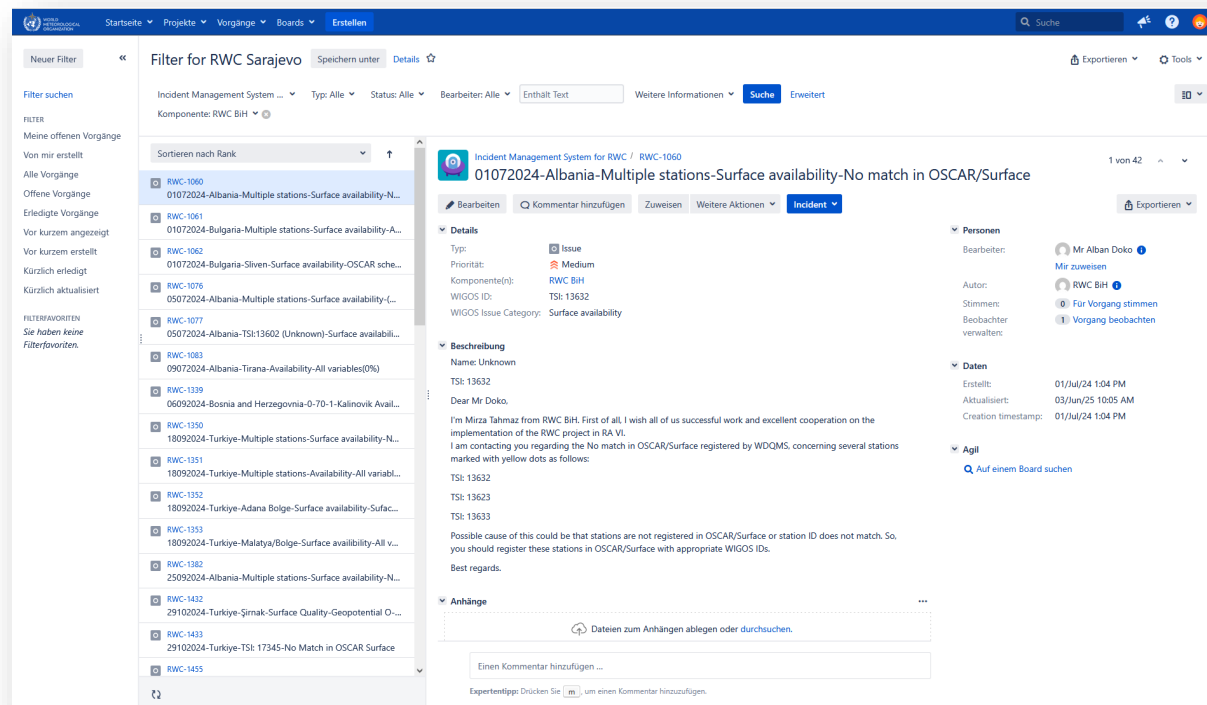 WORLD
METEOROLOGICAL
ORGANIZATION
Startseite Projekte Vorgänge Boards Erstellen Suche
Neuer Filter «
Filter for RWC Sarajevo Speichern unter Details Exportieren Tools
Filter suchen
FILTER
Meine offenen Vorgänge
Von mir erstellt
Alle Vorgänge
Offene Vorgänge
Erledigte Vorgänge
Vor kurzem angezeigt
Vor kurzem erstellt
Kürzlich erledigt
Kürzlich aktualisiert
FILTERFAVORITEN
Sie haben keine
Filterfavoriten.
Incident Management System ... Typ: Alle Status: Alle Bearbeiter: Alle Enthält Text Weitere Informationen Suche Erweitert
Komponente: RWC BiH
Sortieren nach Rank
RWC-1060
01072024-Albania-Multiple stations-Surface availability-N...
RWC-1061
01072024-Bulgaria-Multiple stations-Surface availability-A...
RWC-1062
01072024-Bulgaria-Sliven-Surface availability-OSCAR sche...
RWC-1076
05072024-Albania-Multiple stations-Surface availability-(...
RWC-1077
05072024-Albania-TSI:13602 (Unknown)-Surface availabili...
RWC-1083
09072024-Albania-Tirana-Availability-All variables(0%)
RWC-1339
06092024-Bosnia and Herzegovnia-0-70-1-Kalinovik Avail...
RWC-1350
18092024-Turkiye-Multiple stations-Surface availability-N...
RWC-1351
18092024-Turkiye-Multiple stations-Availability-All variabl...
RWC-1352
18092024-Turkiye-Adana Bolge-Surface availability-Sufac...
RWC-1353
18092024-Turkiye-Malatya/Bolge-Surface availibility-All v...
RWC-1382
25092024-Albania-Multiple stations-Surface availability-N...
RWC-1432
29102024-Turkiye-Şirnak-Surface Quality-Geopotential O-...
RWC-1433
29102024-Turkiye-TSI: 17345-No Match in OSCAR Surface
RWC-1455
Incident Management System for RWC / RWC-1060
01072024-Albania-Multiple stations-Surface availability-No match in OSCAR/Surface
1 von 42
Bearbeiten Kommentar hinzufügen Zuweisen Weitere Aktionen Incident Exportieren
Details
Typ: Issue
Priorität: Medium
Komponente(n): RWC BiH
WIGOS ID: TSI: 13632
WIGOS Issue Category: Surface availability
Beschreibung
Name: Unknown
TSI: 13632
Dear Mr Doko,
I'm Mirza Tahmaz from RWC BiH. First of all, I wish all of us successful work and excellent cooperation on the
implementation of the RWC project in RA VI.
I am contacting you regarding the No match in OSCAR/Surface registered by WDQMS, concerning several stations
marked with yellow dots as follows:
TSI: 13632
TSI: 13623
TSI: 13633
Possible cause of this could be that stations are not registered in OSCAR/Surface or station ID does not match. So,
you should register these stations in OSCAR/Surface with appropriate WIGOS IDs.
Best regards.
Anhänge ...
Dateien zum Anhängen ablegen oder durchsuchen.
Einen Kommentar hinzufügen ...
Expertentipp: Drücken Sie m , um einen Kommentar hinzuzufügen.
Personen
Bearbeiter: Mr Alban Doko
Mir zuweisen
Autor: RWC BiH
Stimmen: 0 Für Vorgang stimmen
Beobachter 1 Vorgang beobachten
verwalten:
Daten
Erstellt: 01/Jul/24 1:04 PM
Aktualisiert: 03/Jun/25 10:05 AM
Creation timestamp: 01/Jul/24 1:04 PM
Agil
Auf einem Board suchen